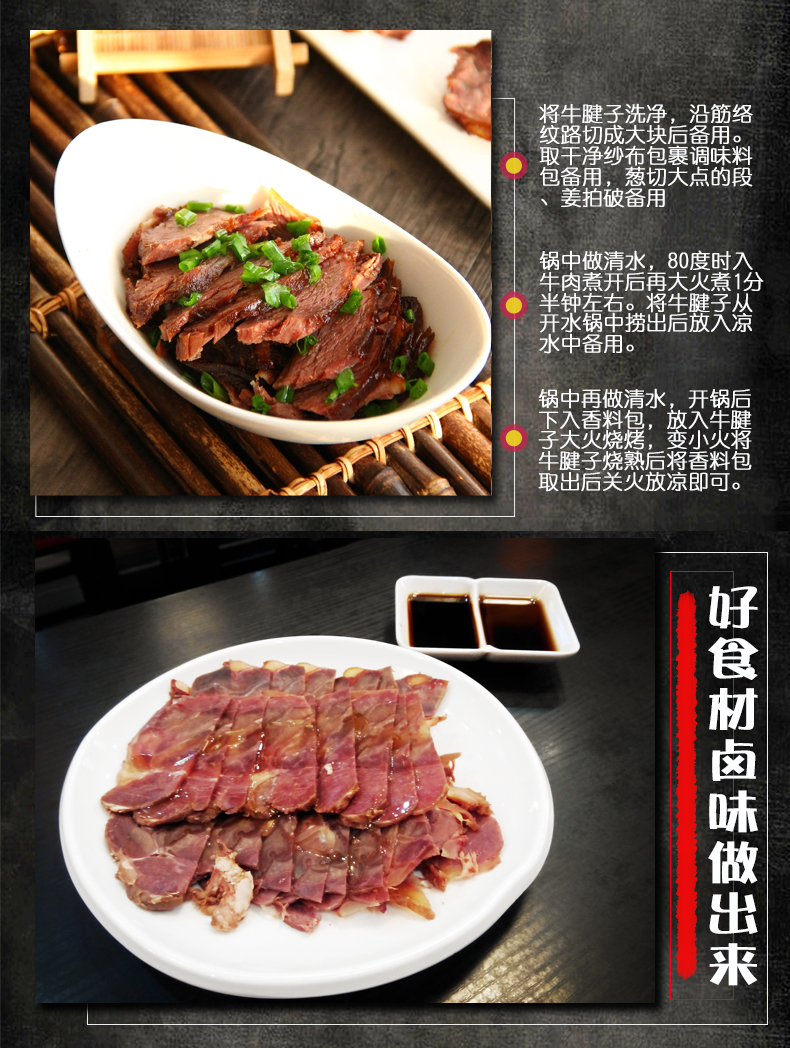 将牛腱子洗净，沿筋络
纹路切成大块后备用。
取干净纱布包裹调味料
包备用，葱切大点的段
、姜拍破备用
锅中做清水，80度时入
牛肉煮开后再大火煮1分
半钟左右。将牛腱子从
开水锅中捞出后放入凉
水中备用。
锅中再做清水，开锅后
下入香料包，放入牛腱
子大火烧烤，变小火将
牛腱子烧熟后将香料包
取出后关火放凉即可。
好食材卤味做出来